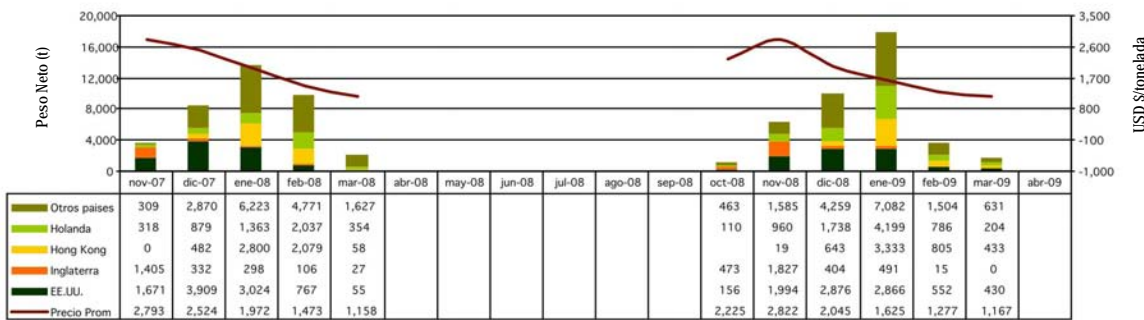 20,000 3,500
16,000 2,600
12,000 1,700
8,000 800
4,000 -100
0 -1,000
Peso Neto (t)
USD $/tonelada
nov-07 dic-07 ene-08 feb-08 mar-08 abr-08 may-08 jun-08 jul-08 ago-08 sep-08 oct-08 nov-08 dic-08 ene-09 feb-09 mar-09 abr-09
Otros paises 309 2,870 6,223 4,771 1,627 463 1,585 4,259 7,082 1,504 631
Holanda 318 879 1,363 2,037 354 110 960 1,738 4,199 786 204
Hong Kong 0 482 2,800 2,079 58 19 643 3,333 805 433
Inglaterra 1,405 332 298 106 27 473 1,827 404 491 15 0
EE.UU. 1,671 3,909 3,024 767 55 156 1,994 2,876 2,866 552 430
Precio Prom 2,793 2,524 1,972 1,473 1,158 2,225 2,822 2,045 1,625 1,277 1,167